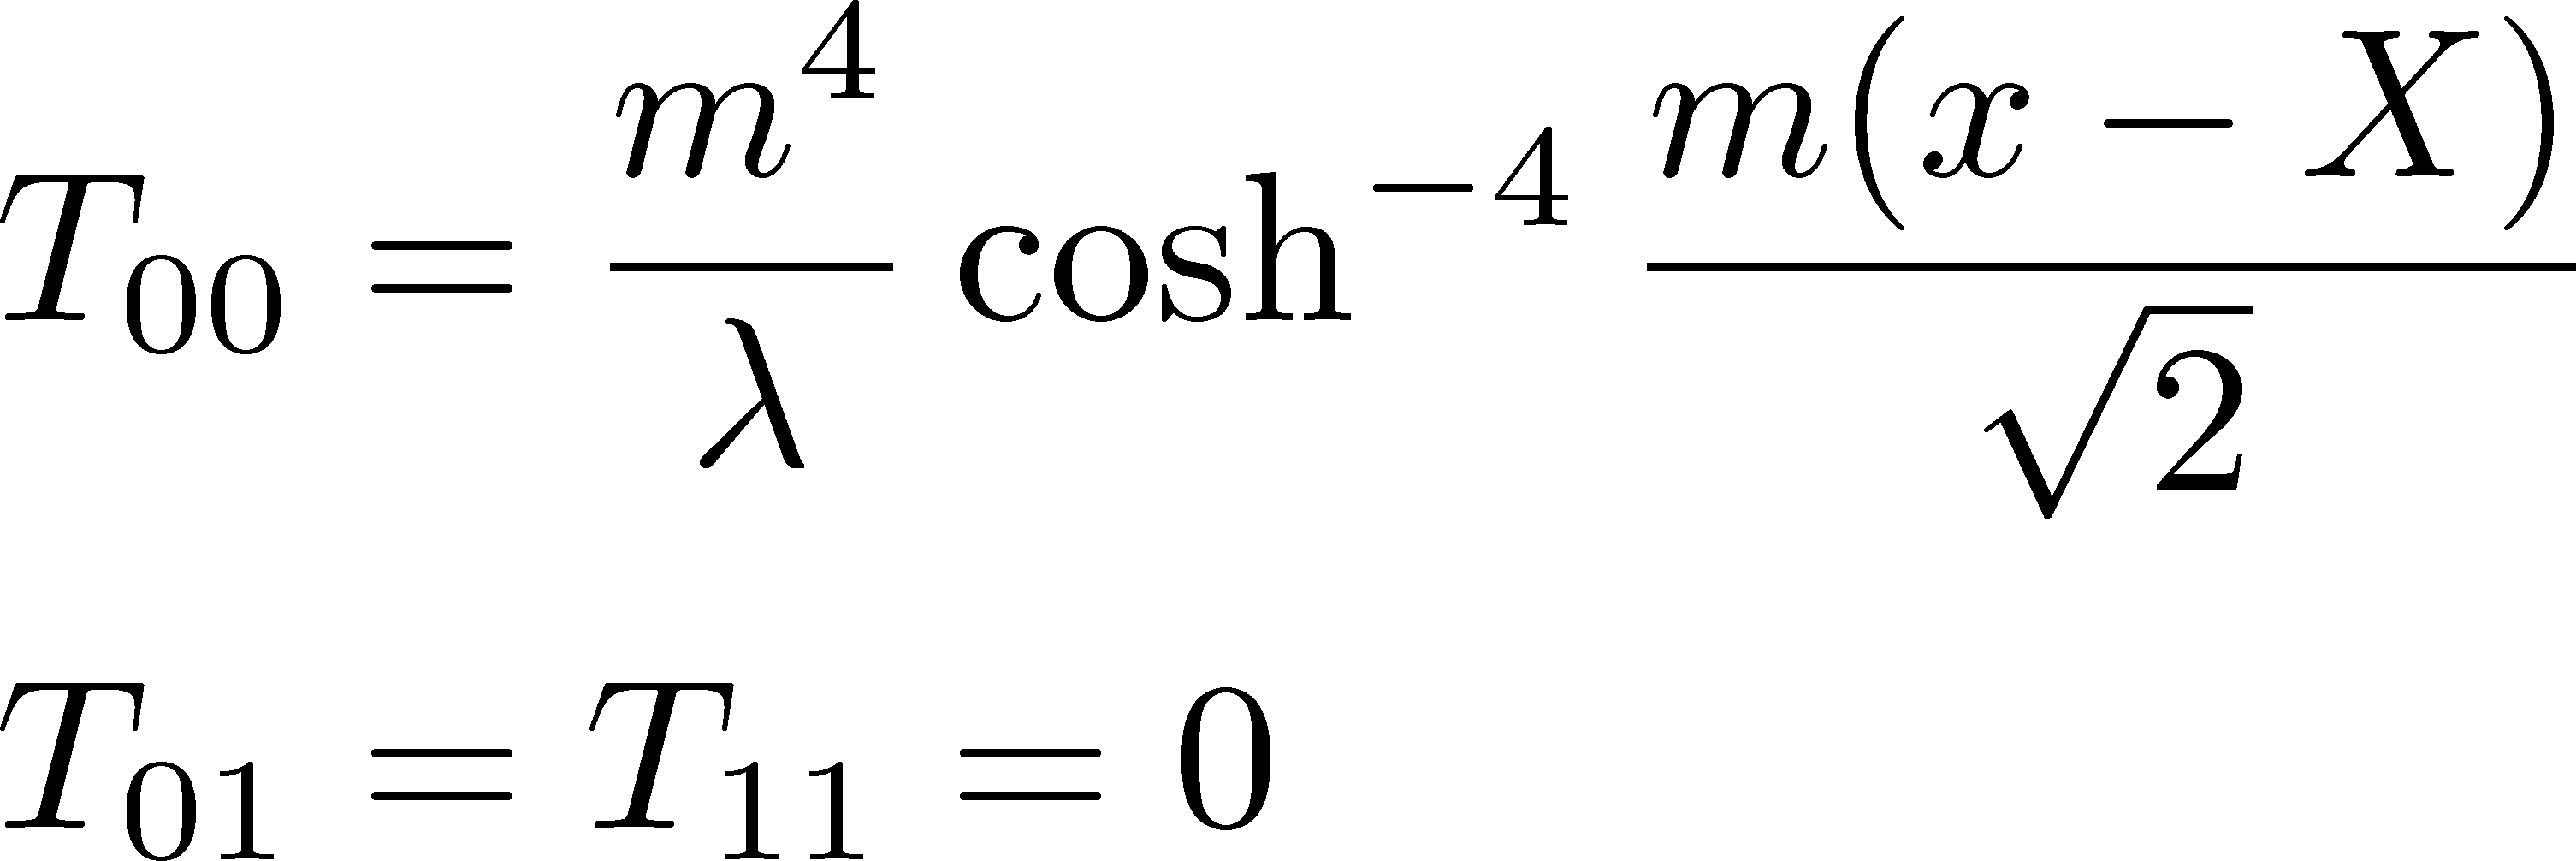 T_{00} = \frac{m^4}{\lambda} \cosh^{-4} \frac{m(x - X)}{\sqrt{2}}
T_{01} = T_{11} = 0